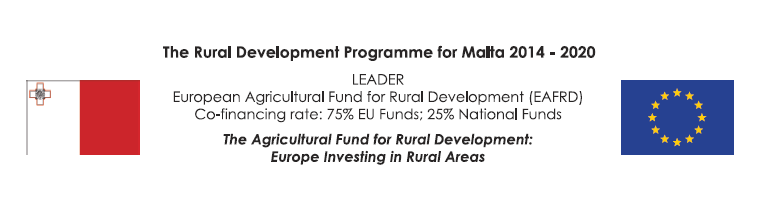 The Rural Development Programme for Malta 2014 - 2020
LEADER
European Agricultural Fund for Rural Development (EAFRD)
Co-financing rate: 75% EU Funds; 25% National Funds
The Agricultural Fund for Rural Development:
Europe Investing in Rural Areas